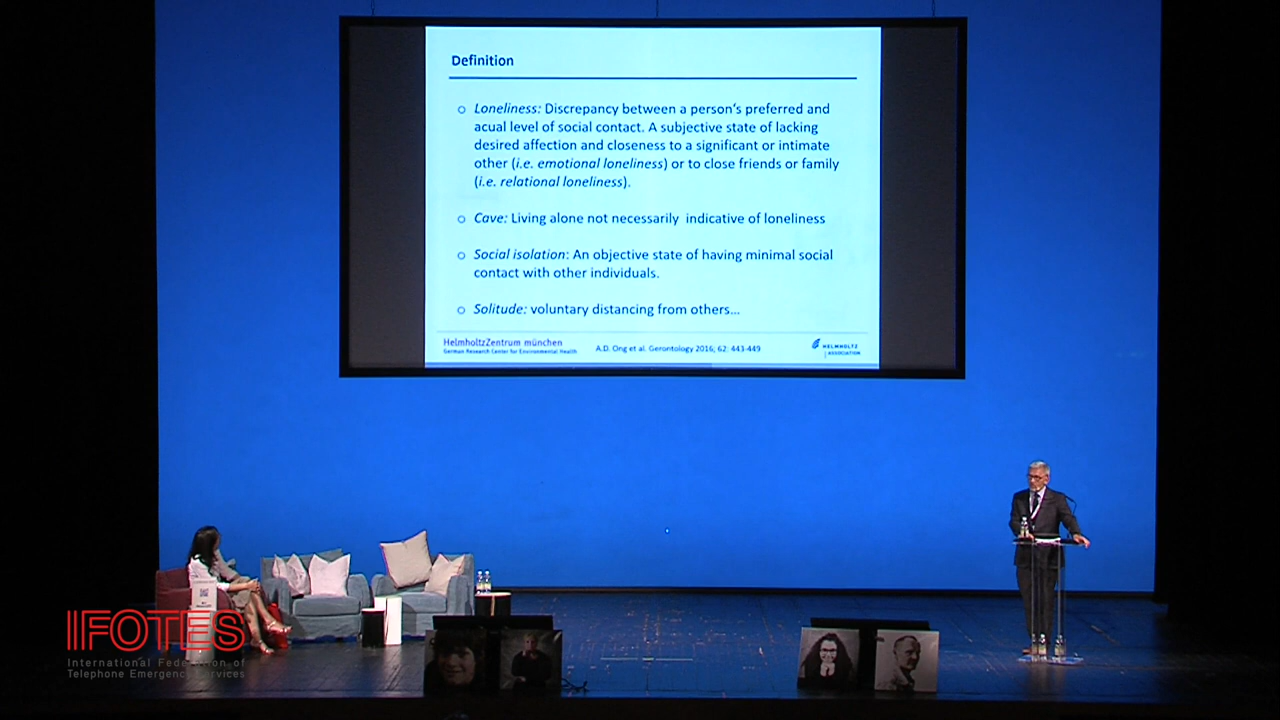 Definition
○ Loneliness: Discrepancy between a person's preferred and
acual level of social contact. A subjective state of lacking
desired affection and closeness to a significant or intimate
other (i.e. emotional loneliness) or to close friends or family
(i.e. relational loneliness).
○ Cave: Living alone not necessarily indicative of loneliness
○ Social isolation: An objective state of having minimal social
contact with other individuals.
○ Solitude: voluntary distancing from others...
HelmholtzZentrum münchen
German Research Center for Environmental Health
A.D. Ong et al. Gerontology 2016; 62: 443-449
HELMHOLTZ
ASSOCIATION
IFOTES
International Federation of
Telephone Emergency Services